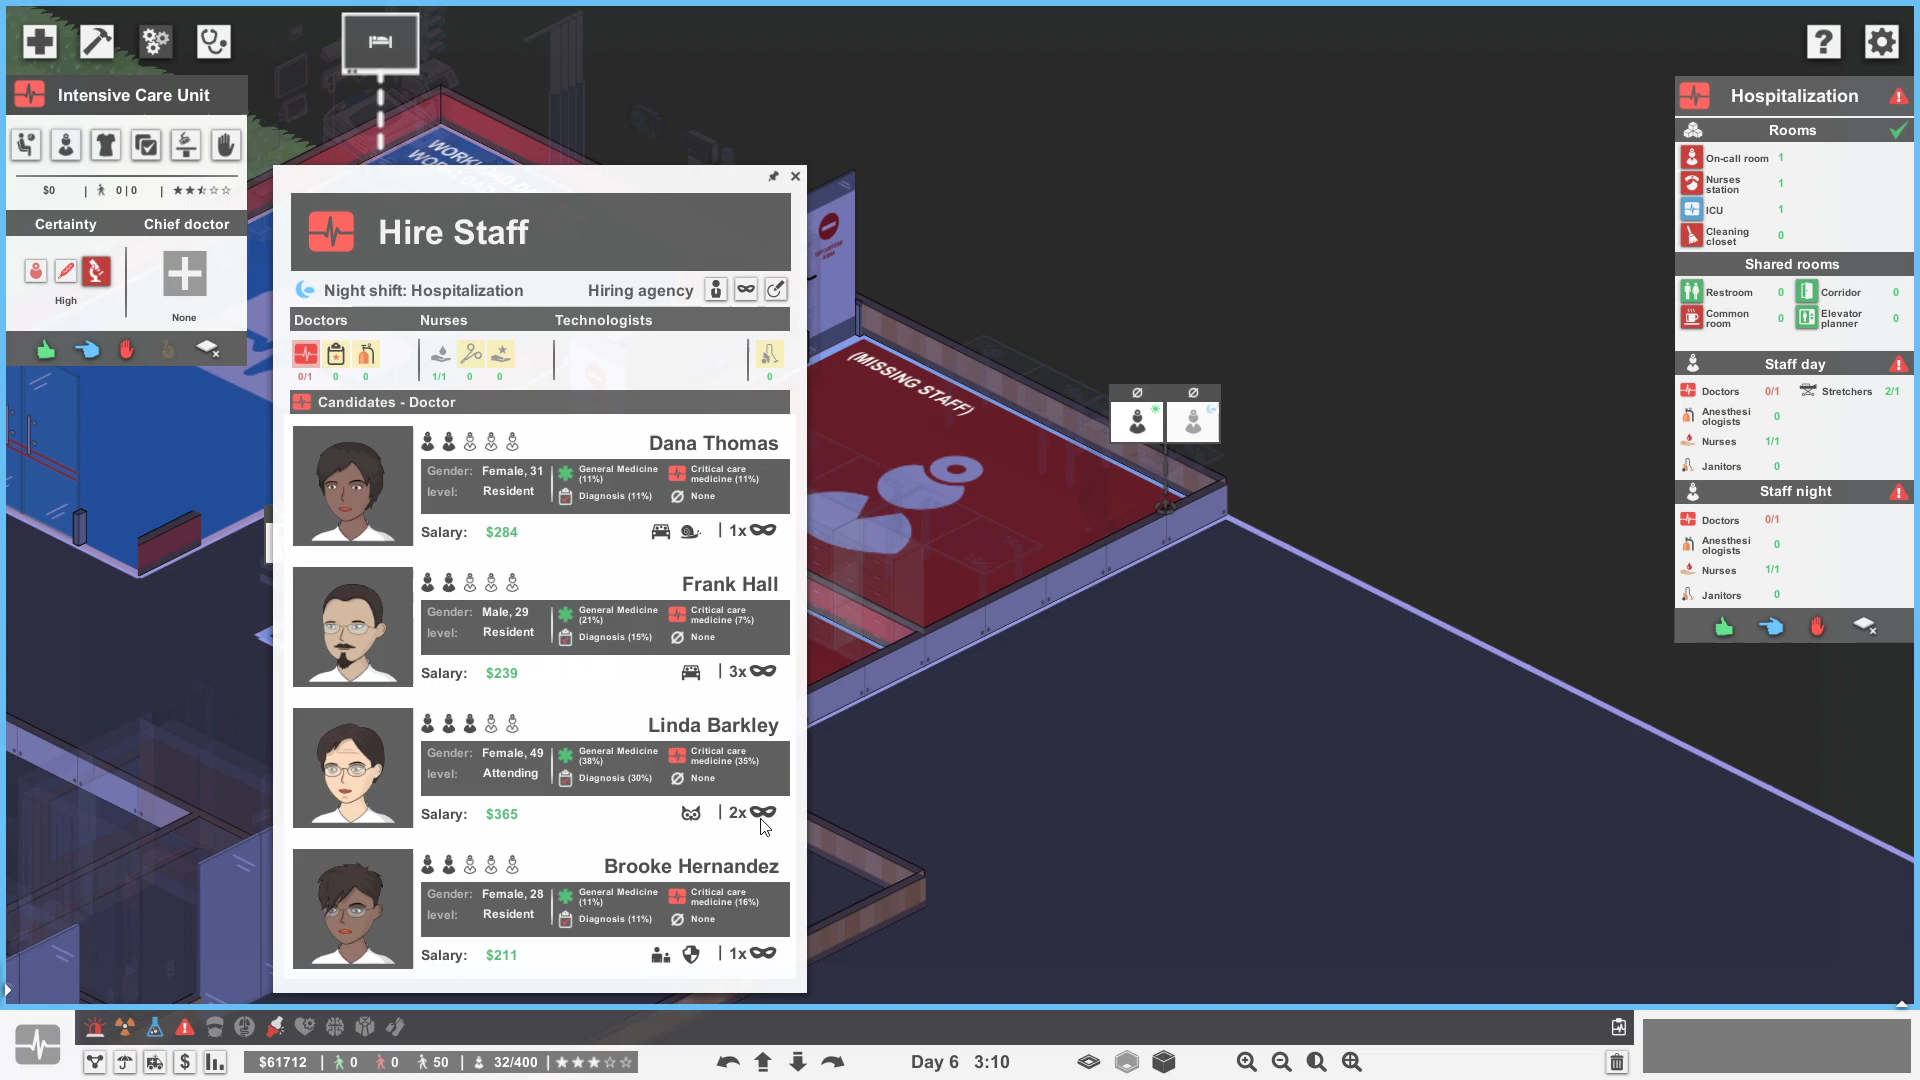 Intensive Care Unit
$0 | 0|0 |
Certainty Chief doctor
High
None
WORKLOAD DA
WORKLOAD
Hire Staff
Night shift: Hospitalization Hiring agency
Doctors Nurses Technologists
0/1 0 0 1/1 0 0 0
Candidates - Doctor
Dana Thomas
Gender: Female, 31
level: Resident
General Medicine (11%)
Critical care medicine (11%)
Diagnosis (11%)
None
Salary: $284 | 1x
Frank Hall
Gender: Male, 29
level: Resident
General Medicine (21%)
Critical care medicine (7%)
Diagnosis (15%)
None
Salary: $239 | 3x
Linda Barkley
Gender: Female, 49
level: Attending
General Medicine (38%)
Critical care medicine (35%)
Diagnosis (30%)
None
Salary: $365 | 2x
Brooke Hernandez
Gender: Female, 28
level: Resident
General Medicine (11%)
Critical care medicine (16%)
Diagnosis (11%)
None
Salary: $211 | 1x
(MISSING STAFF)
?
Hospitalization
Rooms
On-call room 1
Nurses station 1
ICU 1
Cleaning closet 0
Shared rooms
Restroom 0 Corridor 0
Common room 0 Elevator planner 0
Staff day
Doctors 0/1 Stretchers 2/1
Anesthesiologists 0
Nurses 1/1
Janitors 0
Staff night
Doctors 0/1
Anesthesiologists 0
Nurses 1/1
Janitors 0
$ $61712 | 0 0 50 | 32/400 |
Day 6 3:10